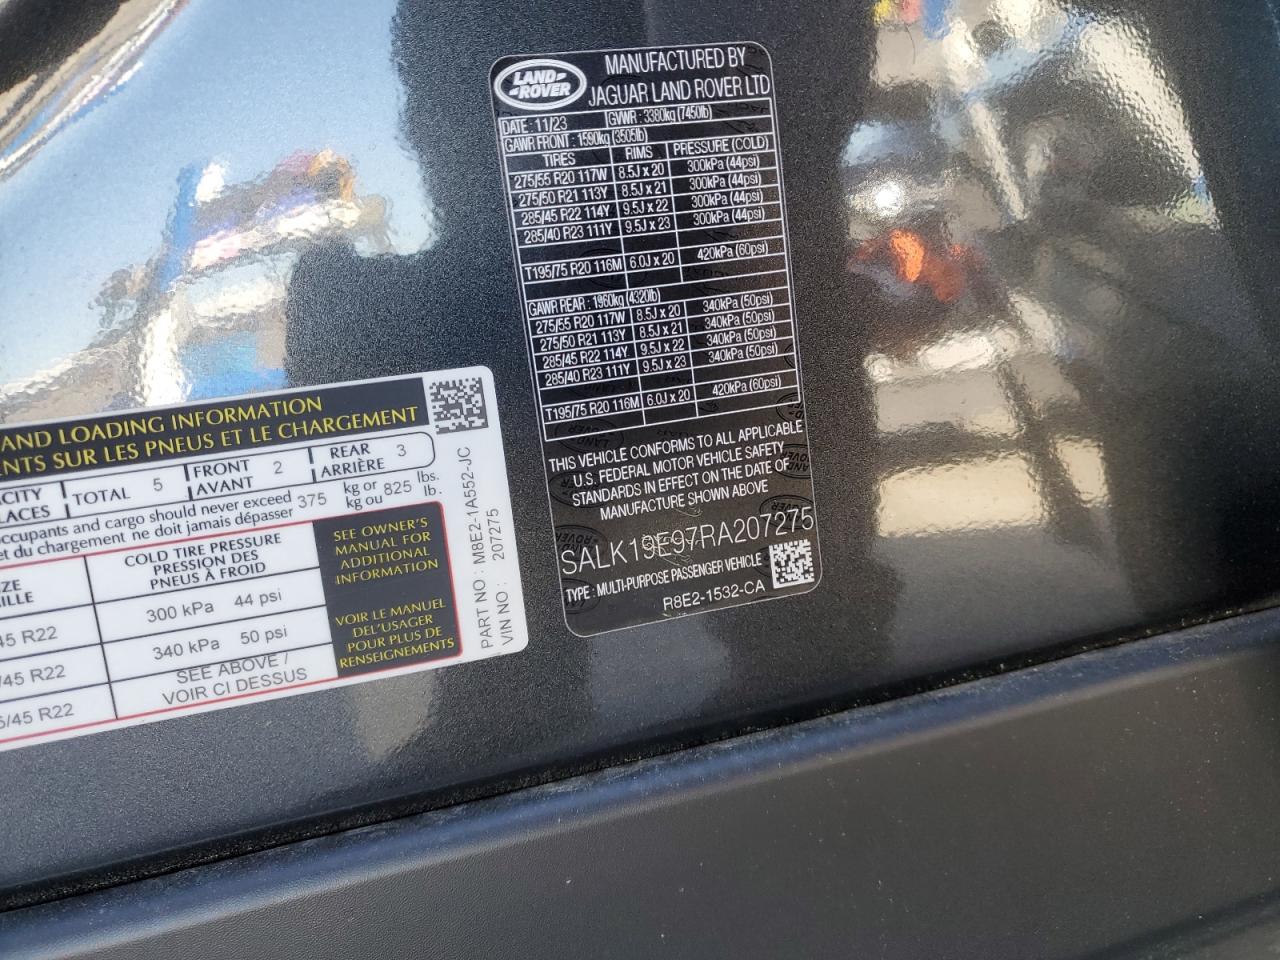 LAND-
-ROVER
MANUFACTURED BY
JAGUAR LAND ROVER LTD
DATE : 11/23 GVWR : 3380kg (7450lb)
GAWR FRONT : 1590kg (3505lb)
TIRES RIMS PRESSURE (COLD)
275/55 R20 117W 8.5J x 20 300kPa (44psi)
275/50 R21 113Y 8.5J x 21 300kPa (44psi)
285/45 R22 114Y 9.5J x 22 300kPa (44psi)
285/40 R23 111Y 9.5J x 23 300kPa (44psi)
T195/75 R20 116M 6.0J x 20 420kPa (60psi)
GAWR REAR : 1960kg (4320lb)
275/55 R20 117W 8.5J x 20 340kPa (50psi)
275/50 R21 113Y 8.5J x 21 340kPa (50psi)
285/45 R22 114Y 9.5J x 22 340kPa (50psi)
285/40 R23 111Y 9.5J x 23 340kPa (50psi)
T195/75 R20 116M 6.0J x 20 420kPa (60psi)
THIS VEHICLE CONFORMS TO ALL APPLICABLE
U.S. FEDERAL MOTOR VEHICLE SAFETY
STANDARDS IN EFFECT ON THE DATE OF
MANUFACTURE SHOWN ABOVE
SALK19E97RA207275
TYPE : MULTI-PURPOSE PASSENGER VEHICLE
R8E2-1532-CA
AND LOADING INFORMATION
ENTS SUR LES PNEUS ET LE CHARGEMENT
ACITY TOTAL 5 FRONT 2 REAR 3
LACES AVANT ARRIÈRE
occupants and cargo should never exceed 375 kg or 825 lbs.
et du chargement ne doit jamais dépasser kg ou lb.
ZE COLD TIRE PRESSURE
AILLE PRESSION DES
PNEUS À FROID
45 R22 300 kPa 44 psi
/45 R22 340 kPa 50 psi
5/45 R22 SEE ABOVE /
VOIR CI DESSUS
SEE OWNER'S
MANUAL FOR
ADDITIONAL
INFORMATION
VOIR LE MANUEL
DE L'USAGER
POUR PLUS DE
RENSEIGNEMENTS
PART NO : M8E2-1A552-JC
VIN NO : 207275